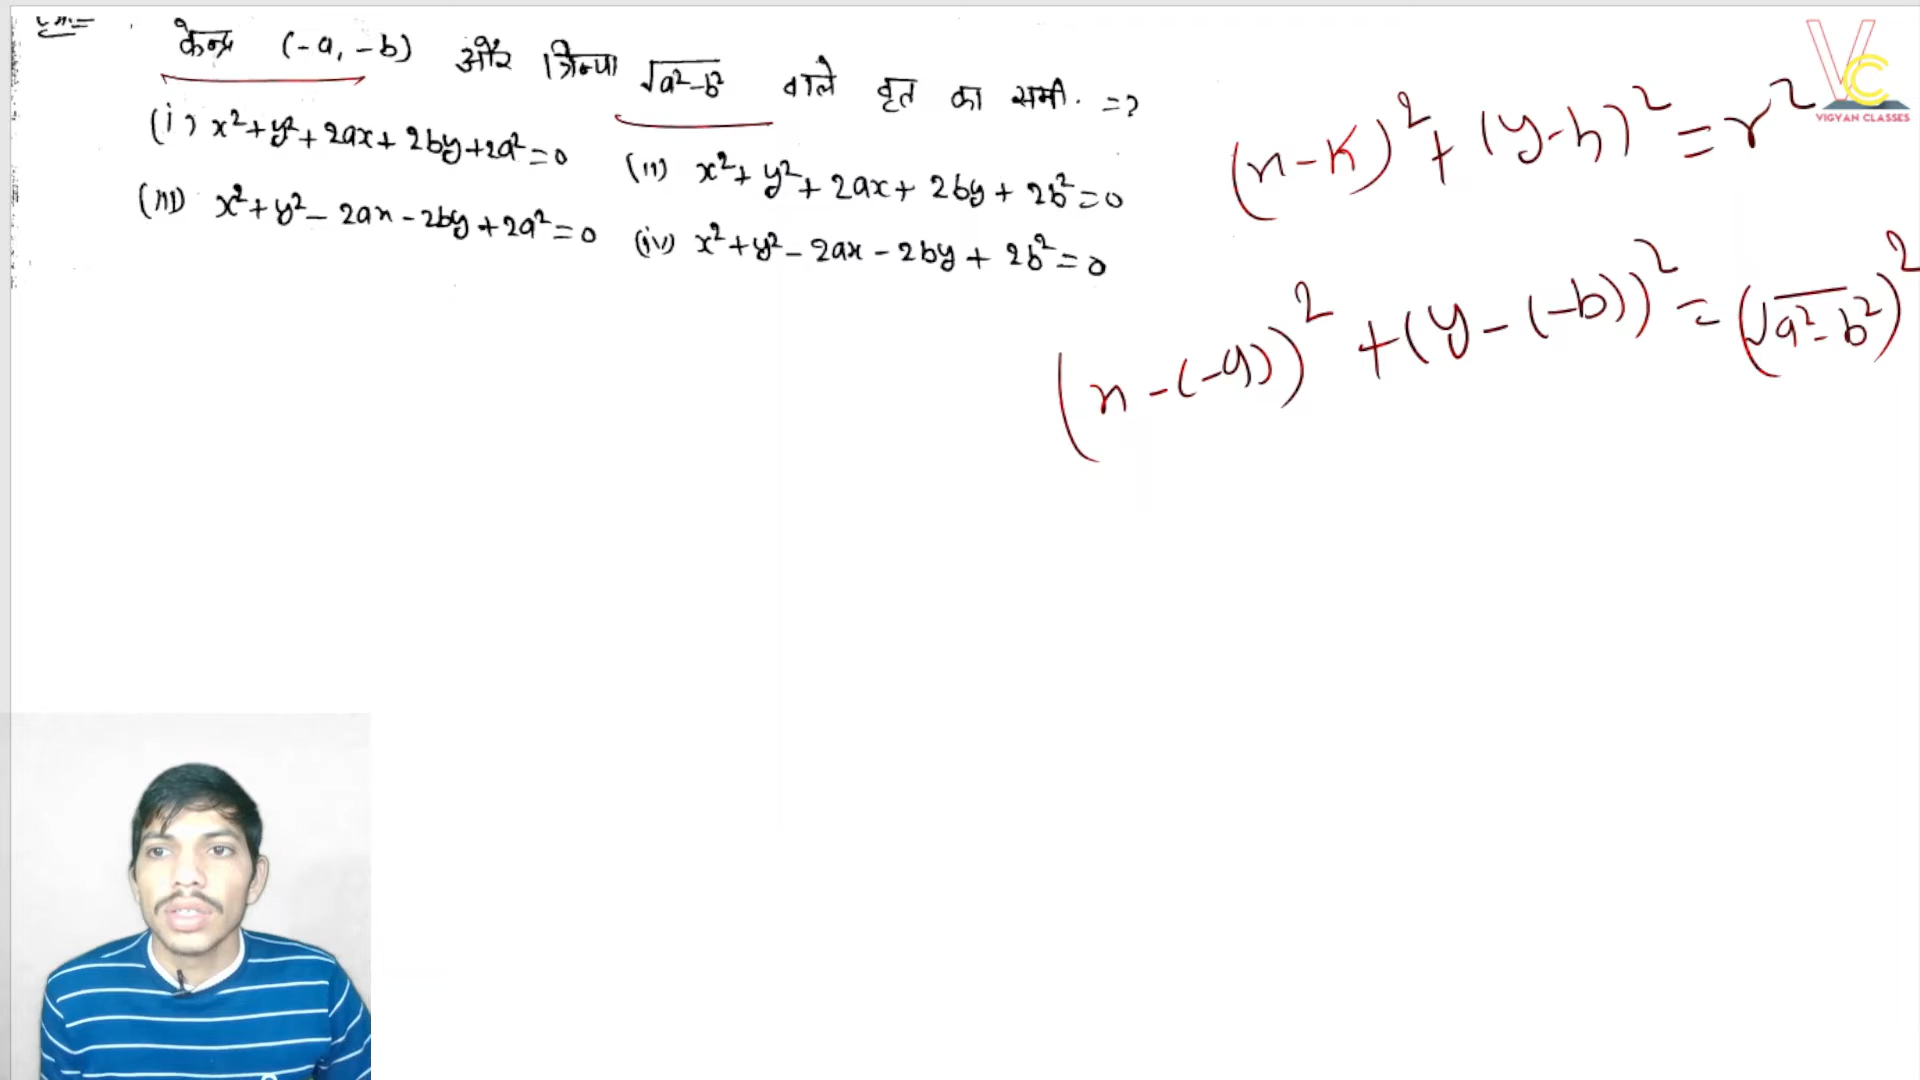 केन्द्र (-a, -b) और त्रिज्या √a²-b² वाले वृत का समी. =?
(i) x²+y²+2ax+2by+2a²=0 (ii) x²+y²+2ax+2by+2b²=0
(iii) x²+y²-2ax-2by+2a²=0 (iv) x²+y²-2ax-2by+2b²=0
(x-k)²+(y-h)²=r²
(x-(-a))²+(y-(-b))²=(√a²-b²)²
VC
VIGYAN CLASSES